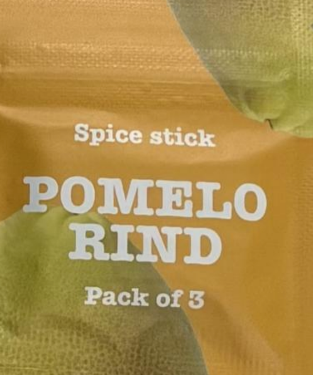 Spice stick
POMELO
RIND
Pack of 3